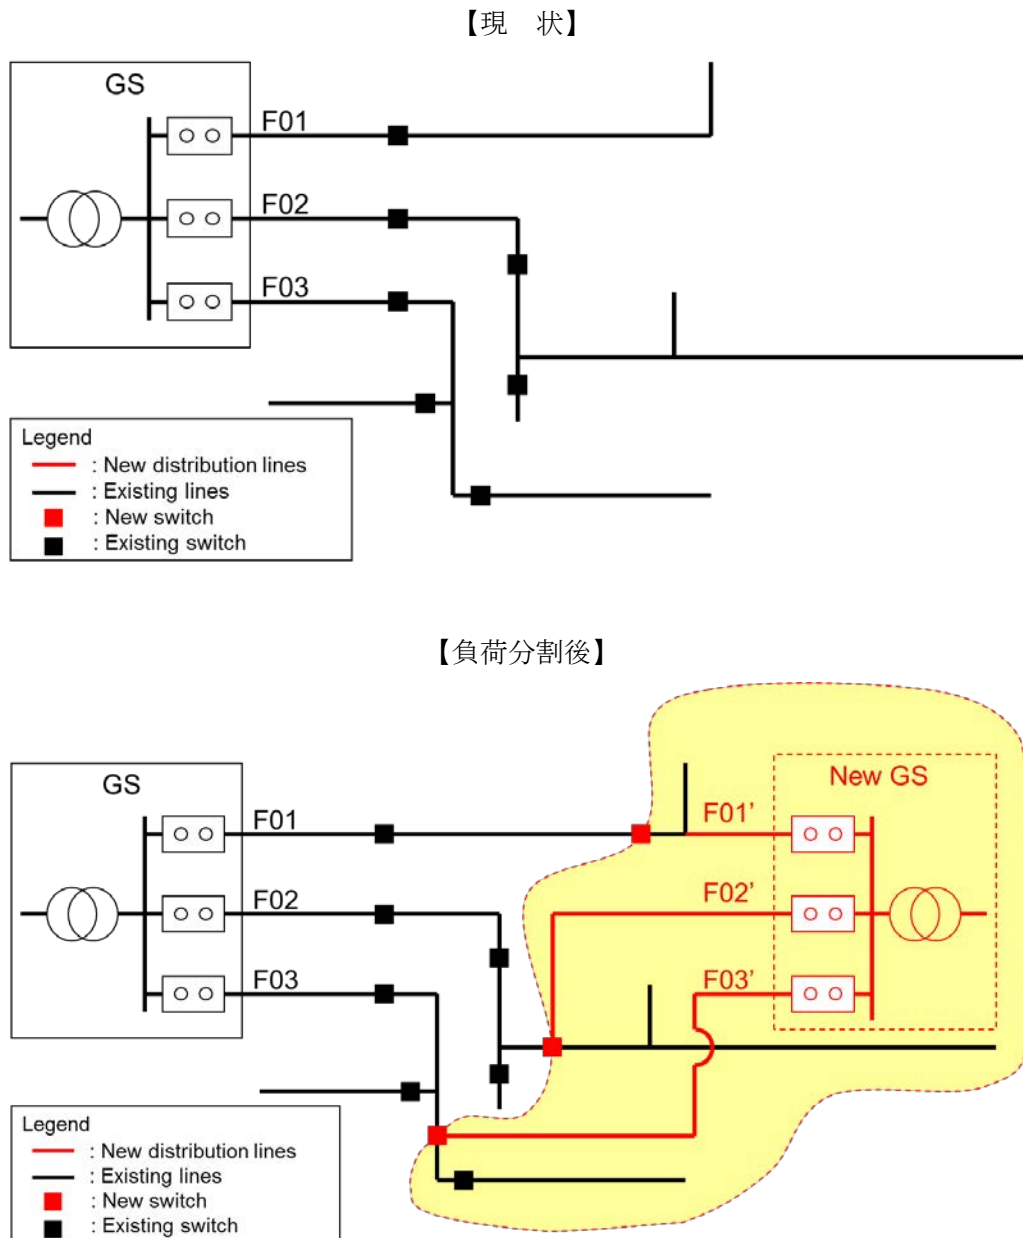 【現　状】
GS
F01
F02
F03
Legend
: New distribution lines
: Existing lines
: New switch
: Existing switch
【負荷分割後】
GS
New GS
F01
F01’
F02
F02’
F03
F03’
Legend
: New distribution lines
: Existing lines
: New switch
: Existing switch